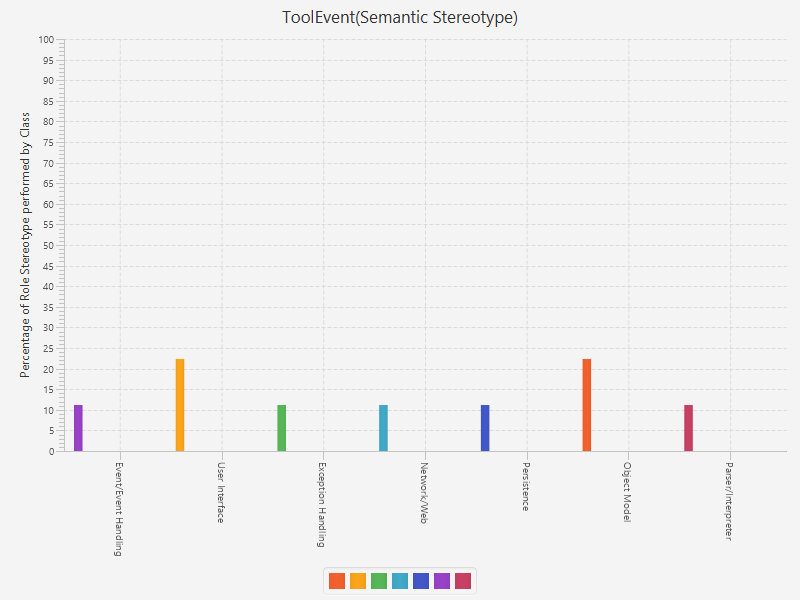 ToolEvent(Semantic Stereotype)
Percentage of Role Stereotype performed by Class
100
95
90
85
80
75
70
65
60
55
50
45
40
35
30
25
20
15
10
5
0
Event/Event Handling
User Interface
Exception Handling
Network/Web
Persistence
Object Model
Parser/Interpreter